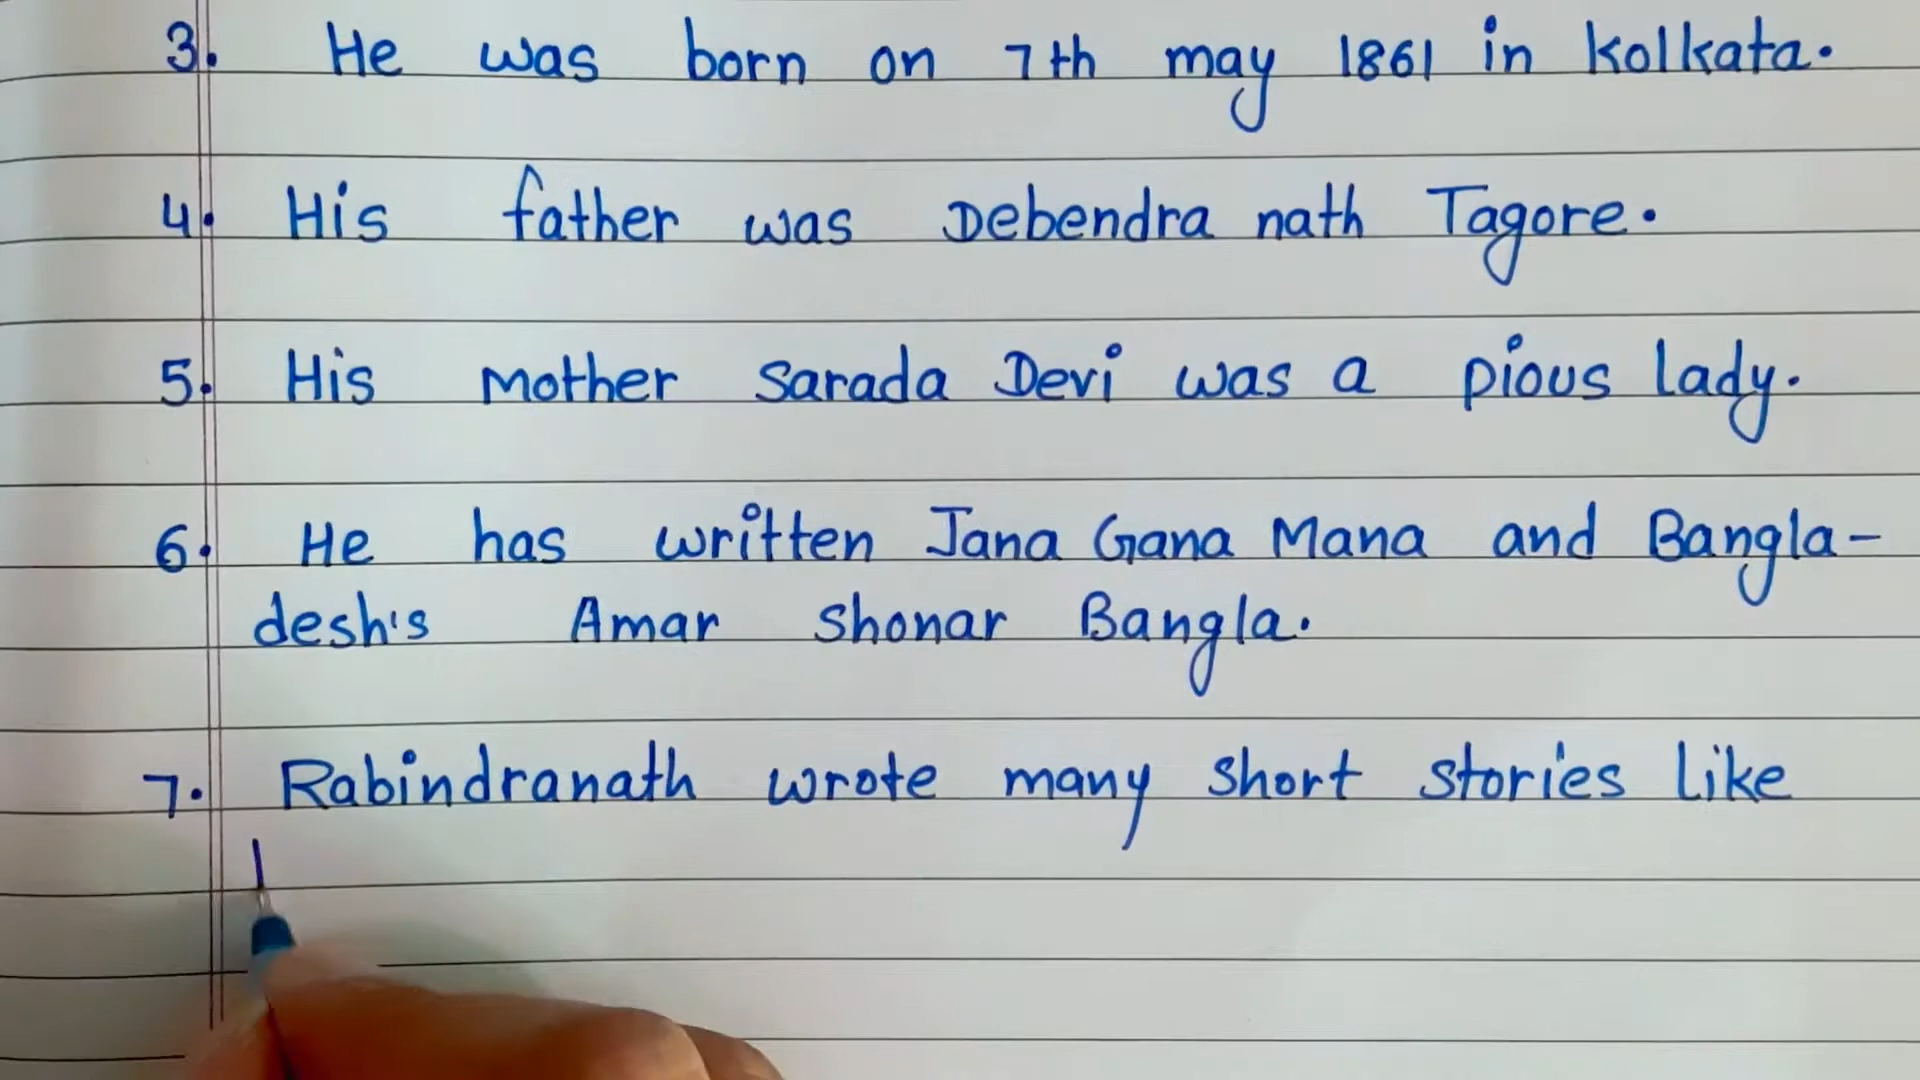 3. He was born on 7th may 1861 in kolkata.
4. His father was Debendra nath Tagore.
5. His mother sarada Devi was a pious lady.
6. He has written Jana Gana Mana and Bangla-
desh's Amar shonar Bangla.
7. Rabindranath wrote many short stories like